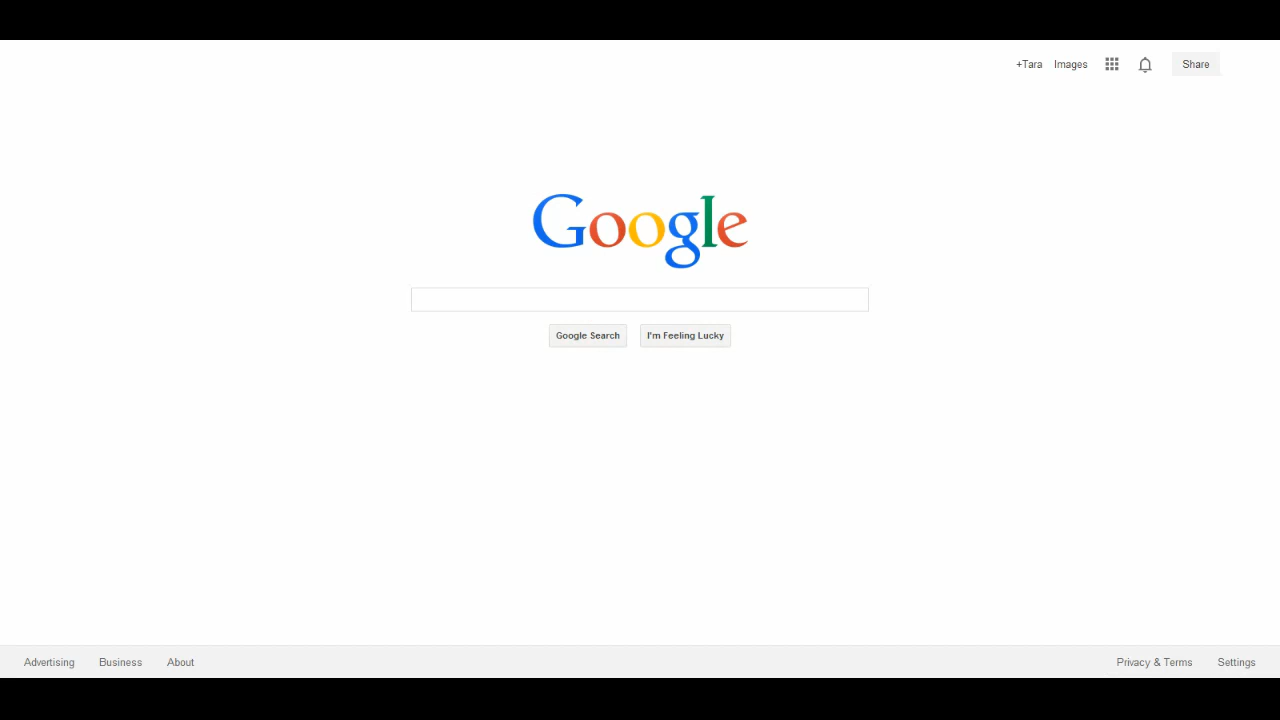 +Tara Images Share
Google
Google Search I'm Feeling Lucky
Advertising Business About Privacy & Terms Settings